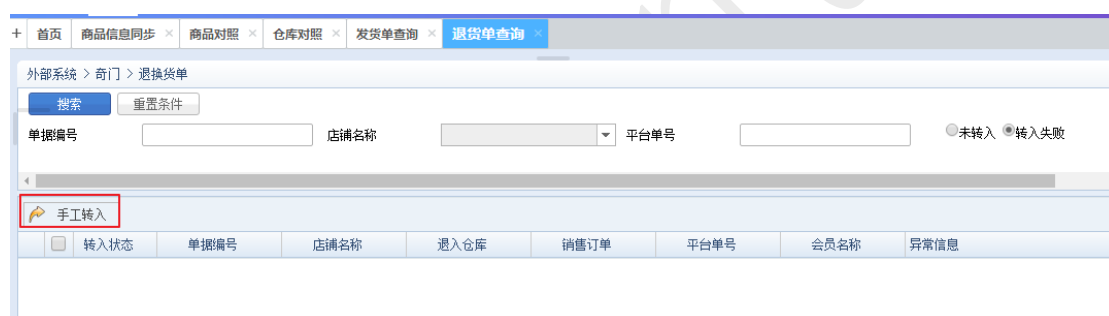 + 首页 商品信息同步 × 商品对照 × 仓库对照 × 发货单查询 × 退货单查询 ×
外部系统 > 奇门 > 退换货单
搜索 重置条件
单据编号 店铺名称 平台单号 未转入 转入失败
手工转入
转入状态 单据编号 店铺名称 退入仓库 销售订单 平台单号 会员名称 异常信息